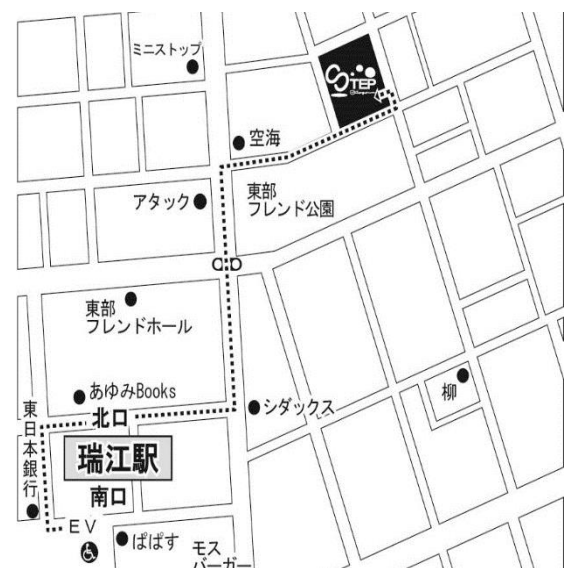 ミニストップ
STEP
空海
アタック
東部
フレンド公園
東部
フレンドホール
あゆみBooks
北口
シダックス
柳
東日本銀行
瑞江駅
南口
EV
ぱぱす
モス
バーガー